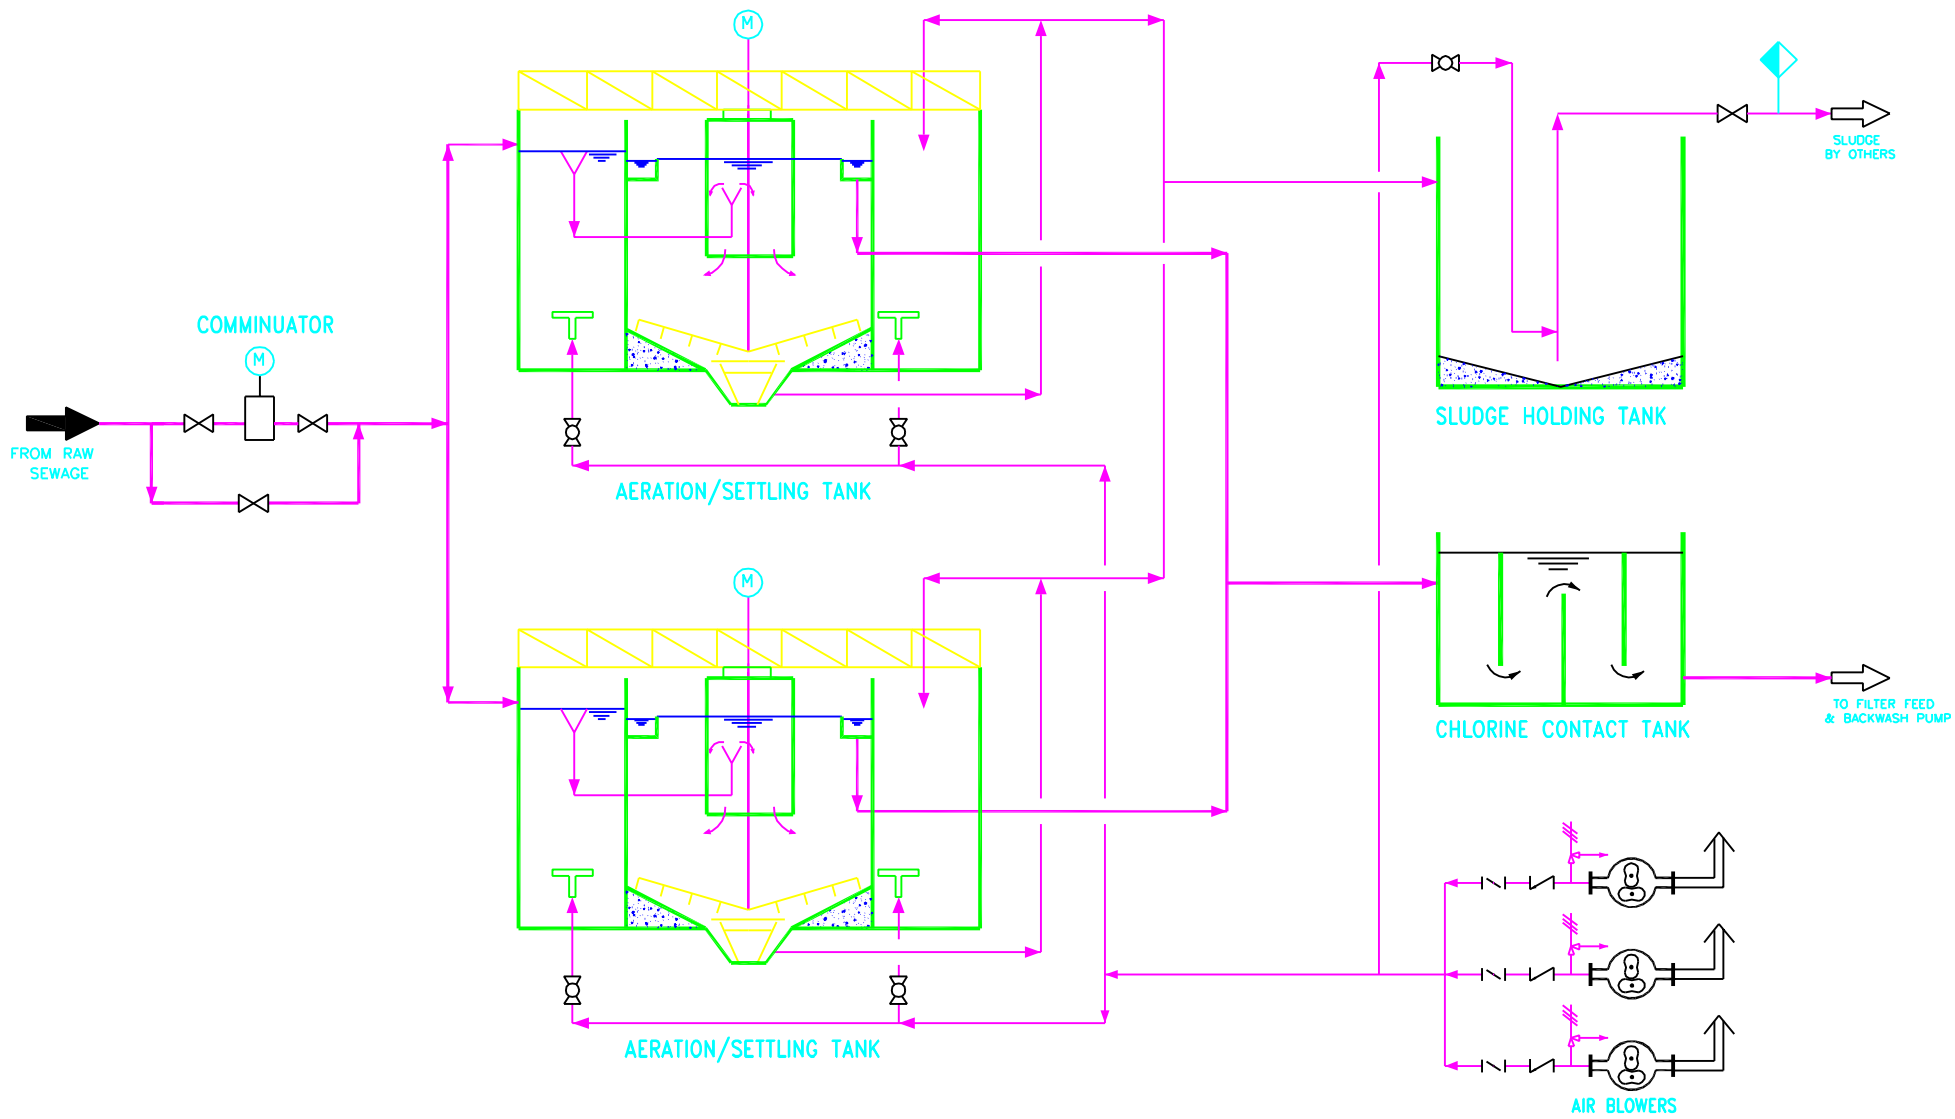 M
SLUDGE
BY OTHERS
COMMINUATOR
M
FROM RAW
SEWAGE
SLUDGE HOLDING TANK
AERATION/SETTLING TANK
M
TO FILTER FEED
& BACKWASH PUMP
CHLORINE CONTACT TANK
AERATION/SETTLING TANK
AIR BLOWERS